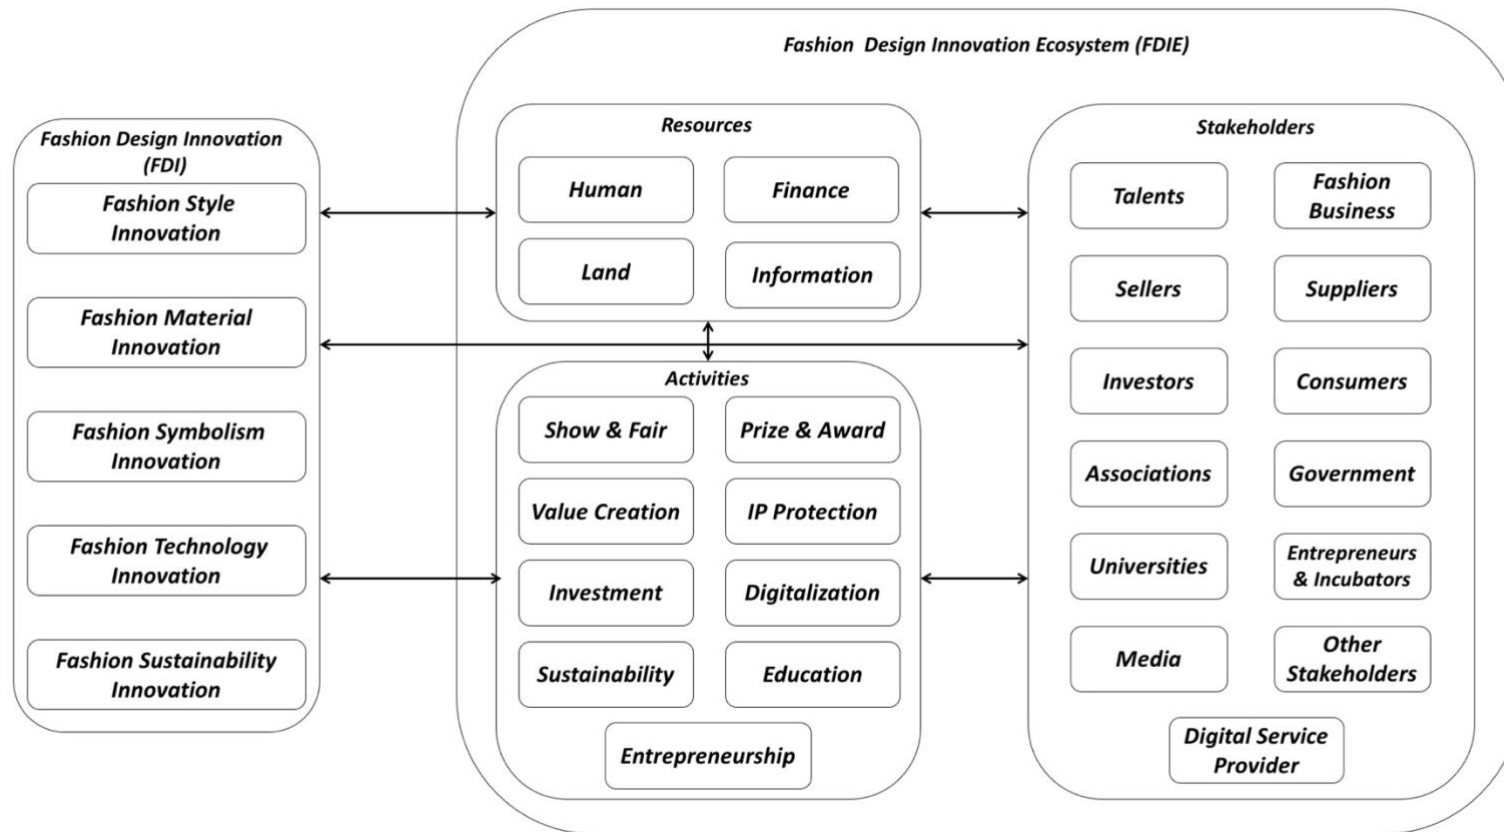 Fashion Design Innovation Ecosystem (FDIE)
Fashion Design Innovation
(FDI)
Fashion Style
Innovation
Fashion Material
Innovation
Fashion Symbolism
Innovation
Fashion Technology
Innovation
Fashion Sustainability
Innovation
Resources
Human
Finance
Land
Information
Activities
Show & Fair
Prize & Award
Value Creation
IP Protection
Investment
Digitalization
Sustainability
Education
Entrepreneurship
Stakeholders
Talents
Fashion
Business
Sellers
Suppliers
Investors
Consumers
Associations
Government
Universities
Entrepreneurs
& Incubators
Media
Other
Stakeholders
Digital Service
Provider